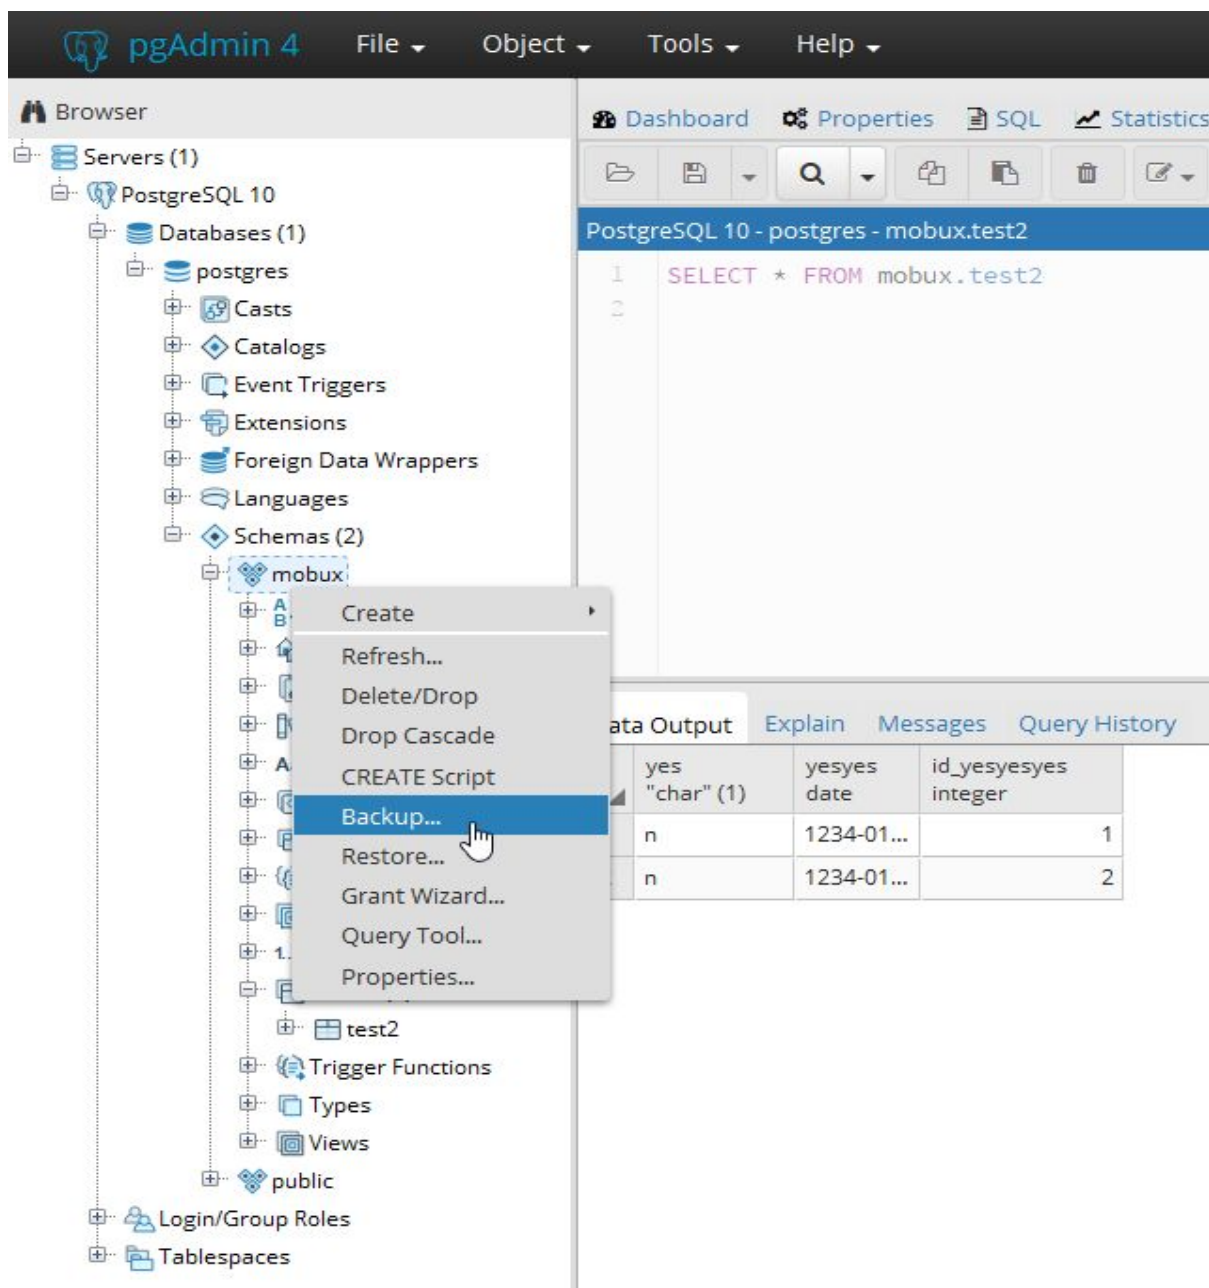 pgAdmin 4 File Object Tools Help
Browser
Servers (1)
PostgreSQL 10
Databases (1)
postgres
Casts
Catalogs
Event Triggers
Extensions
Foreign Data Wrappers
Languages
Schemas (2)
mobux
A
B
A
1..
test2
Trigger Functions
Types
Views
public
Login/Group Roles
Tablespaces
Create
Refresh...
Delete/Drop
Drop Cascade
CREATE Script
Backup...
Restore...
Grant Wizard...
Query Tool...
Properties...
Dashboard Properties SQL Statistics
PostgreSQL 10 - postgres - mobux.test2
1 SELECT * FROM mobux.test2
2
ata Output Explain Messages Query History
yes yesyes id_yesyesyes
"char" (1) date integer
n 1234-01... 1
n 1234-01... 2